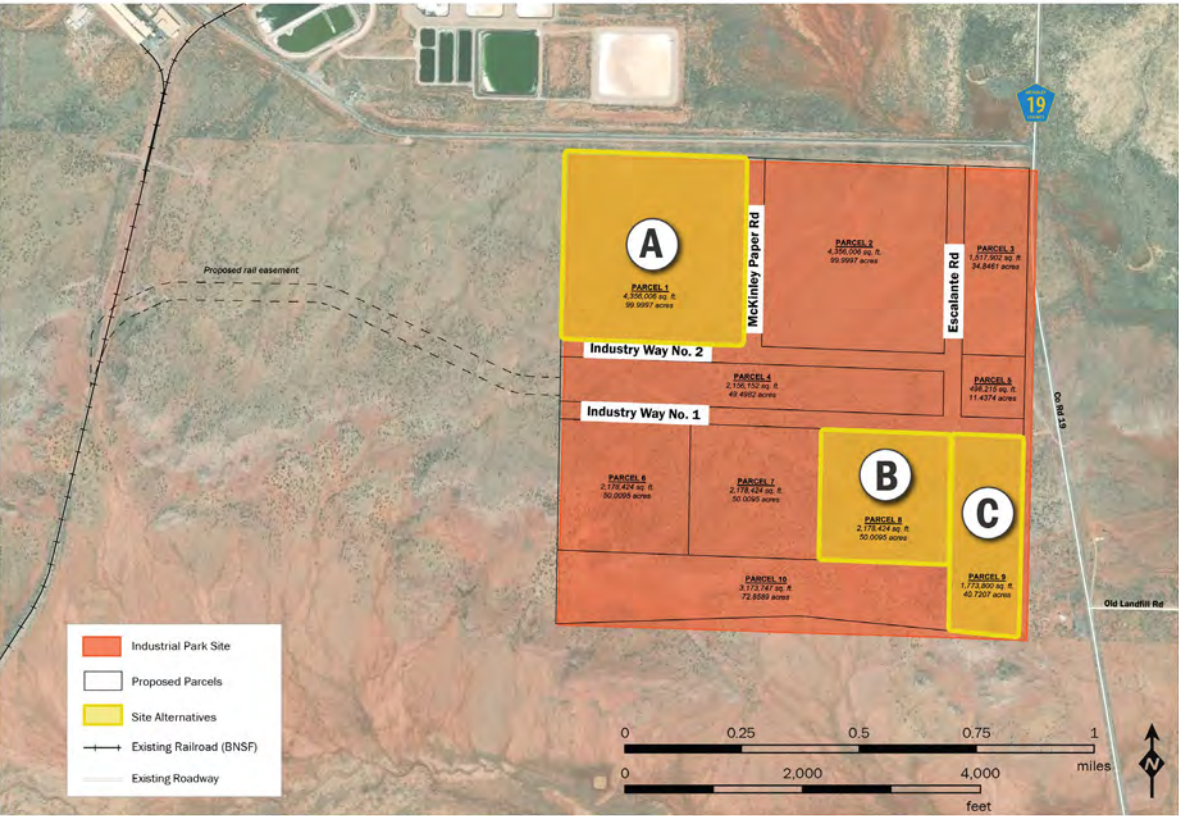 McKINLEY
19
COUNTY
Proposed rail easement
A
PARCEL 1
4,356,006 sq. ft.
99.9997 acres
McKinley Paper Rd
PARCEL 2
4,356,006 sq. ft.
99.9997 acres
Escalante Rd
PARCEL 3
1,517,902 sq. ft.
34.8461 acres
Industry Way No. 2
PARCEL 4
2,156,152 sq. ft.
49.4982 acres
PARCEL 5
498,215 sq. ft.
11.4374 acres
Co Rd 19
Industry Way No. 1
PARCEL 6
2,178,424 sq. ft.
50.0095 acres
PARCEL 7
2,178,424 sq. ft.
50.0095 acres
B
PARCEL 8
2,178,424 sq. ft.
50.0095 acres
C
PARCEL 9
1,773,800 sq. ft.
40.7207 acres
PARCEL 10
3,173,747 sq. ft.
72.8589 acres
Old Landfill Rd
Industrial Park Site
Proposed Parcels
Site Alternatives
Existing Railroad (BNSF)
Existing Roadway
0 0.25 0.5 0.75 1
miles
0 2,000 4,000
feet
N